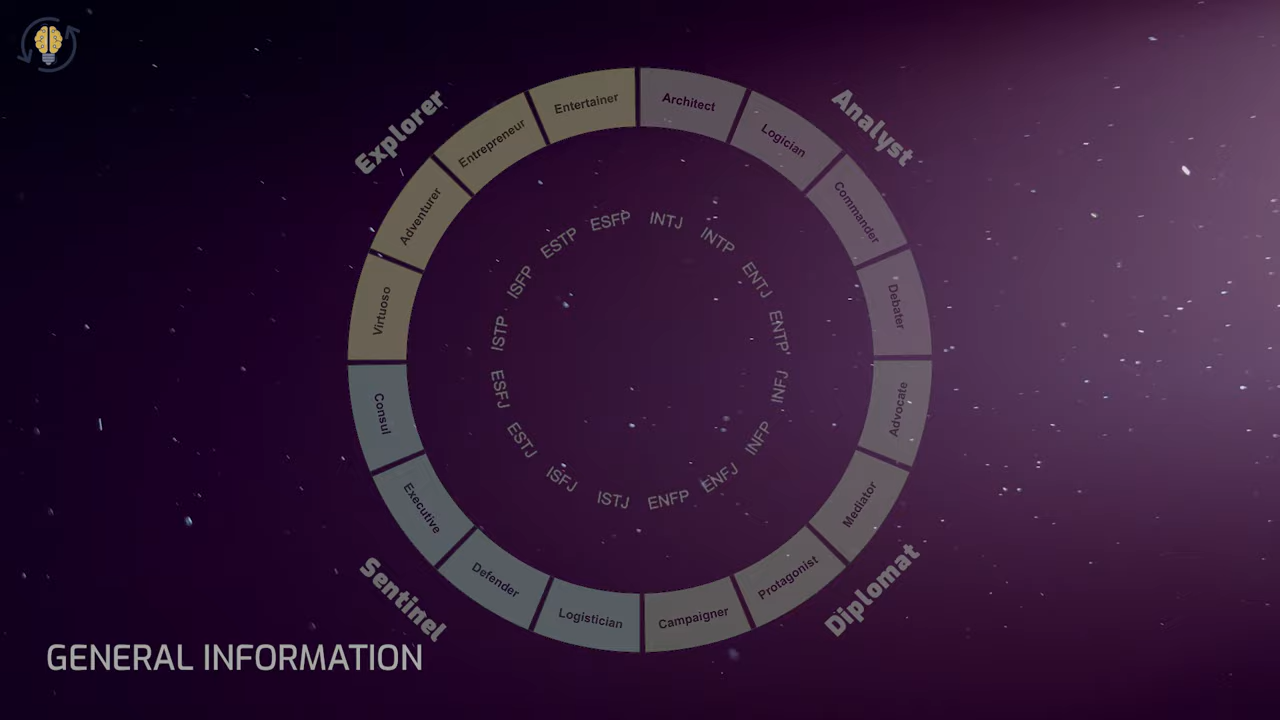 Explorer
Analyst
Entertainer
Architect
Entrepreneur
Logician
Adventurer
Commander
Virtuoso
Debater
ESFP
INTJ
ESTP
INTP
ISFP
ENTJ
ISTP
ENTP'
ESFJ
INFJ
ESTJ
INFP
ISFJ
ENFJ
ISTJ
ENFP
Consul
Advocate
Executive
Mediator
Defender
Protagonist
Logistician
Campaigner
Sentinel
Diplomat
GENERAL INFORMATION